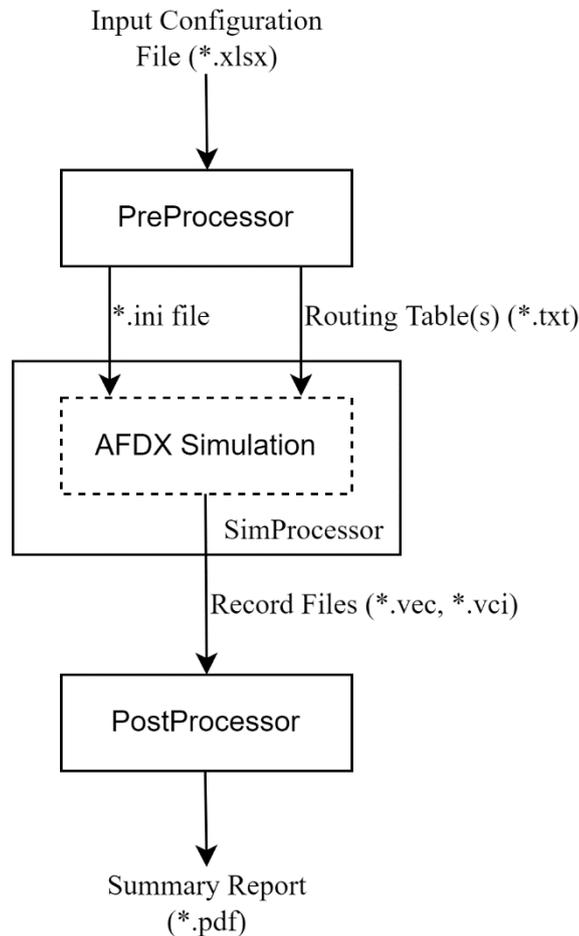 Input Configuration
File (*.xlsx)
PreProcessor
*.ini file
Routing Table(s) (*.txt)
AFDX Simulation
SimProcessor
Record Files (*.vec, *.vci)
PostProcessor
Summary Report
(*.pdf)